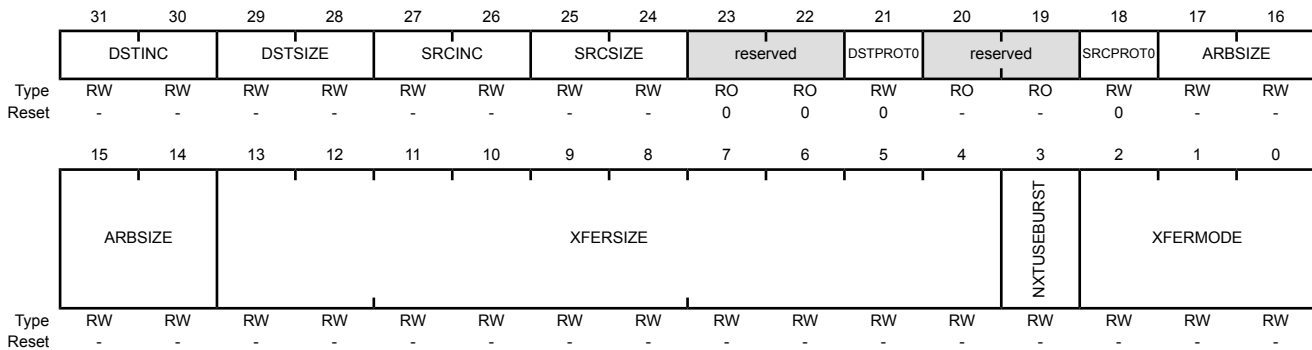 31 30 29 28 27 26 25 24 23 22 21 20 19 18 17 16
DSTINC DSTSIZE SRCINC SRCSIZE reserved DSTPROT0 reserved SRCPROT0 ARBSIZE
Type RW RW RW RW RW RW RW RW RO RO RW RO RO RW RW RW
Reset - - - - - - - - 0 0 0 - - 0 - -
15 14 13 12 11 10 9 8 7 6 5 4 3 2 1 0
ARBSIZE XFERSIZE NXTUSEBURST XFERMODE
Type RW RW RW RW RW RW RW RW RW RW RW RW RW RW RW RW
Reset - - - - - - - - - - - - - - - -